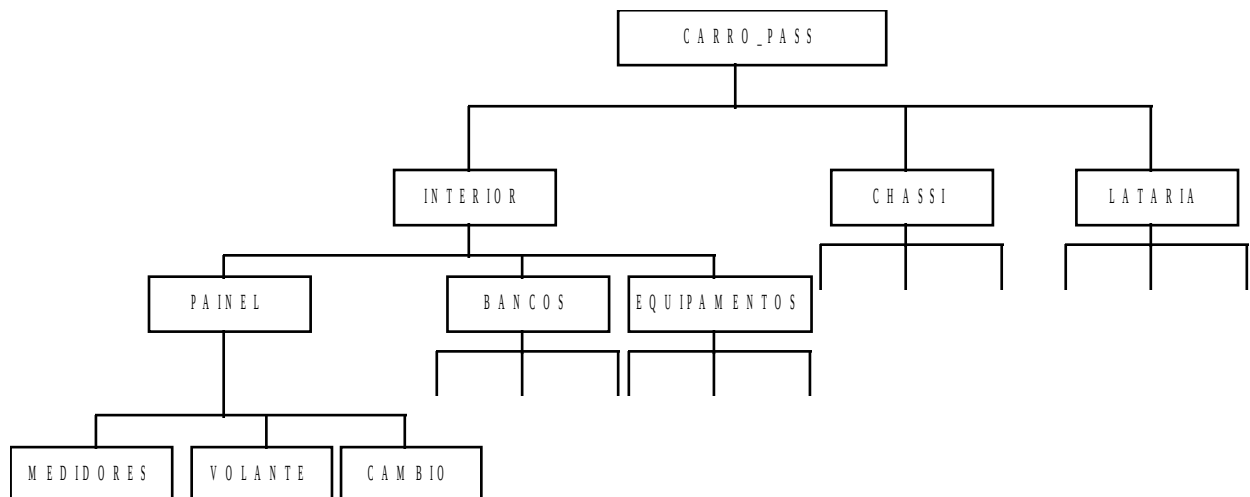 CARRO_PASS
INTERIOR
CHASSI
LATARIA
PAINEL
BANCOS
EQUIPAMENTOS
MEDIDORES
VOLANTE
CAMBIO